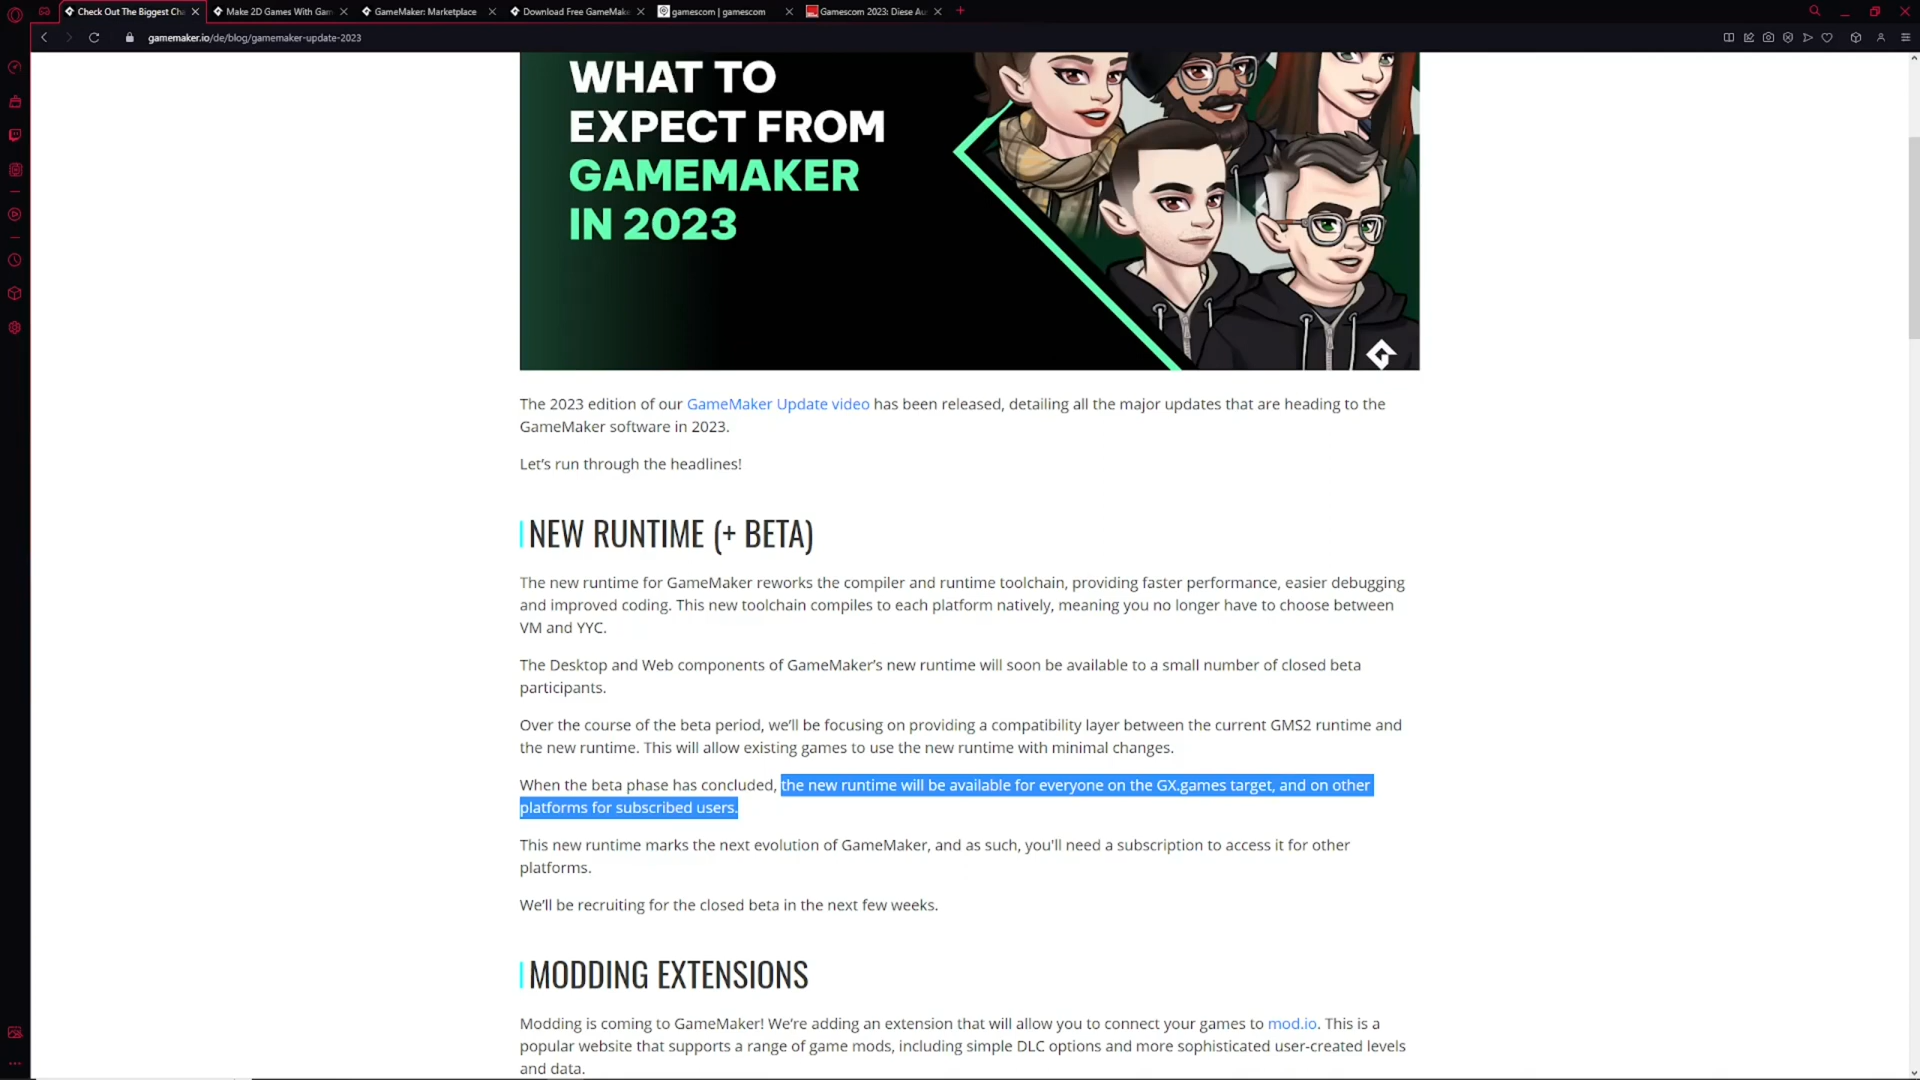 Check Out The Biggest Ch
Make 2D Games With Gam
GameMaker: Marketplace
Download Free GameMak
gamescom | gamescom
Gamescom 2023: Diese Au
gamemaker.io/de/blog/gamemaker-update-2023
WHAT TO
EXPECT FROM
GAMEMAKER
IN 2023
The 2023 edition of our GameMaker Update video has been released, detailing all the major updates that are heading to the
GameMaker software in 2023.
Let's run through the headlines!
NEW RUNTIME (+ BETA)
The new runtime for GameMaker reworks the compiler and runtime toolchain, providing faster performance, easier debugging
and improved coding. This new toolchain compiles to each platform natively, meaning you no longer have to choose between
VM and YYC.
The Desktop and Web components of GameMaker's new runtime will soon be available to a small number of closed beta
participants.
Over the course of the beta period, we'll be focusing on providing a compatibility layer between the current GMS2 runtime and
the new runtime. This will allow existing games to use the new runtime with minimal changes.
When the beta phase has concluded, the new runtime will be available for everyone on the GX.games target, and on other
platforms for subscribed users.
This new runtime marks the next evolution of GameMaker, and as such, you'll need a subscription to access it for other
platforms.
We'll be recruiting for the closed beta in the next few weeks.
MODDING EXTENSIONS
Modding is coming to GameMaker! We're adding an extension that will allow you to connect your games to mod.io. This is a
popular website that supports a range of game mods, including simple DLC options and more sophisticated user-created levels
and data.